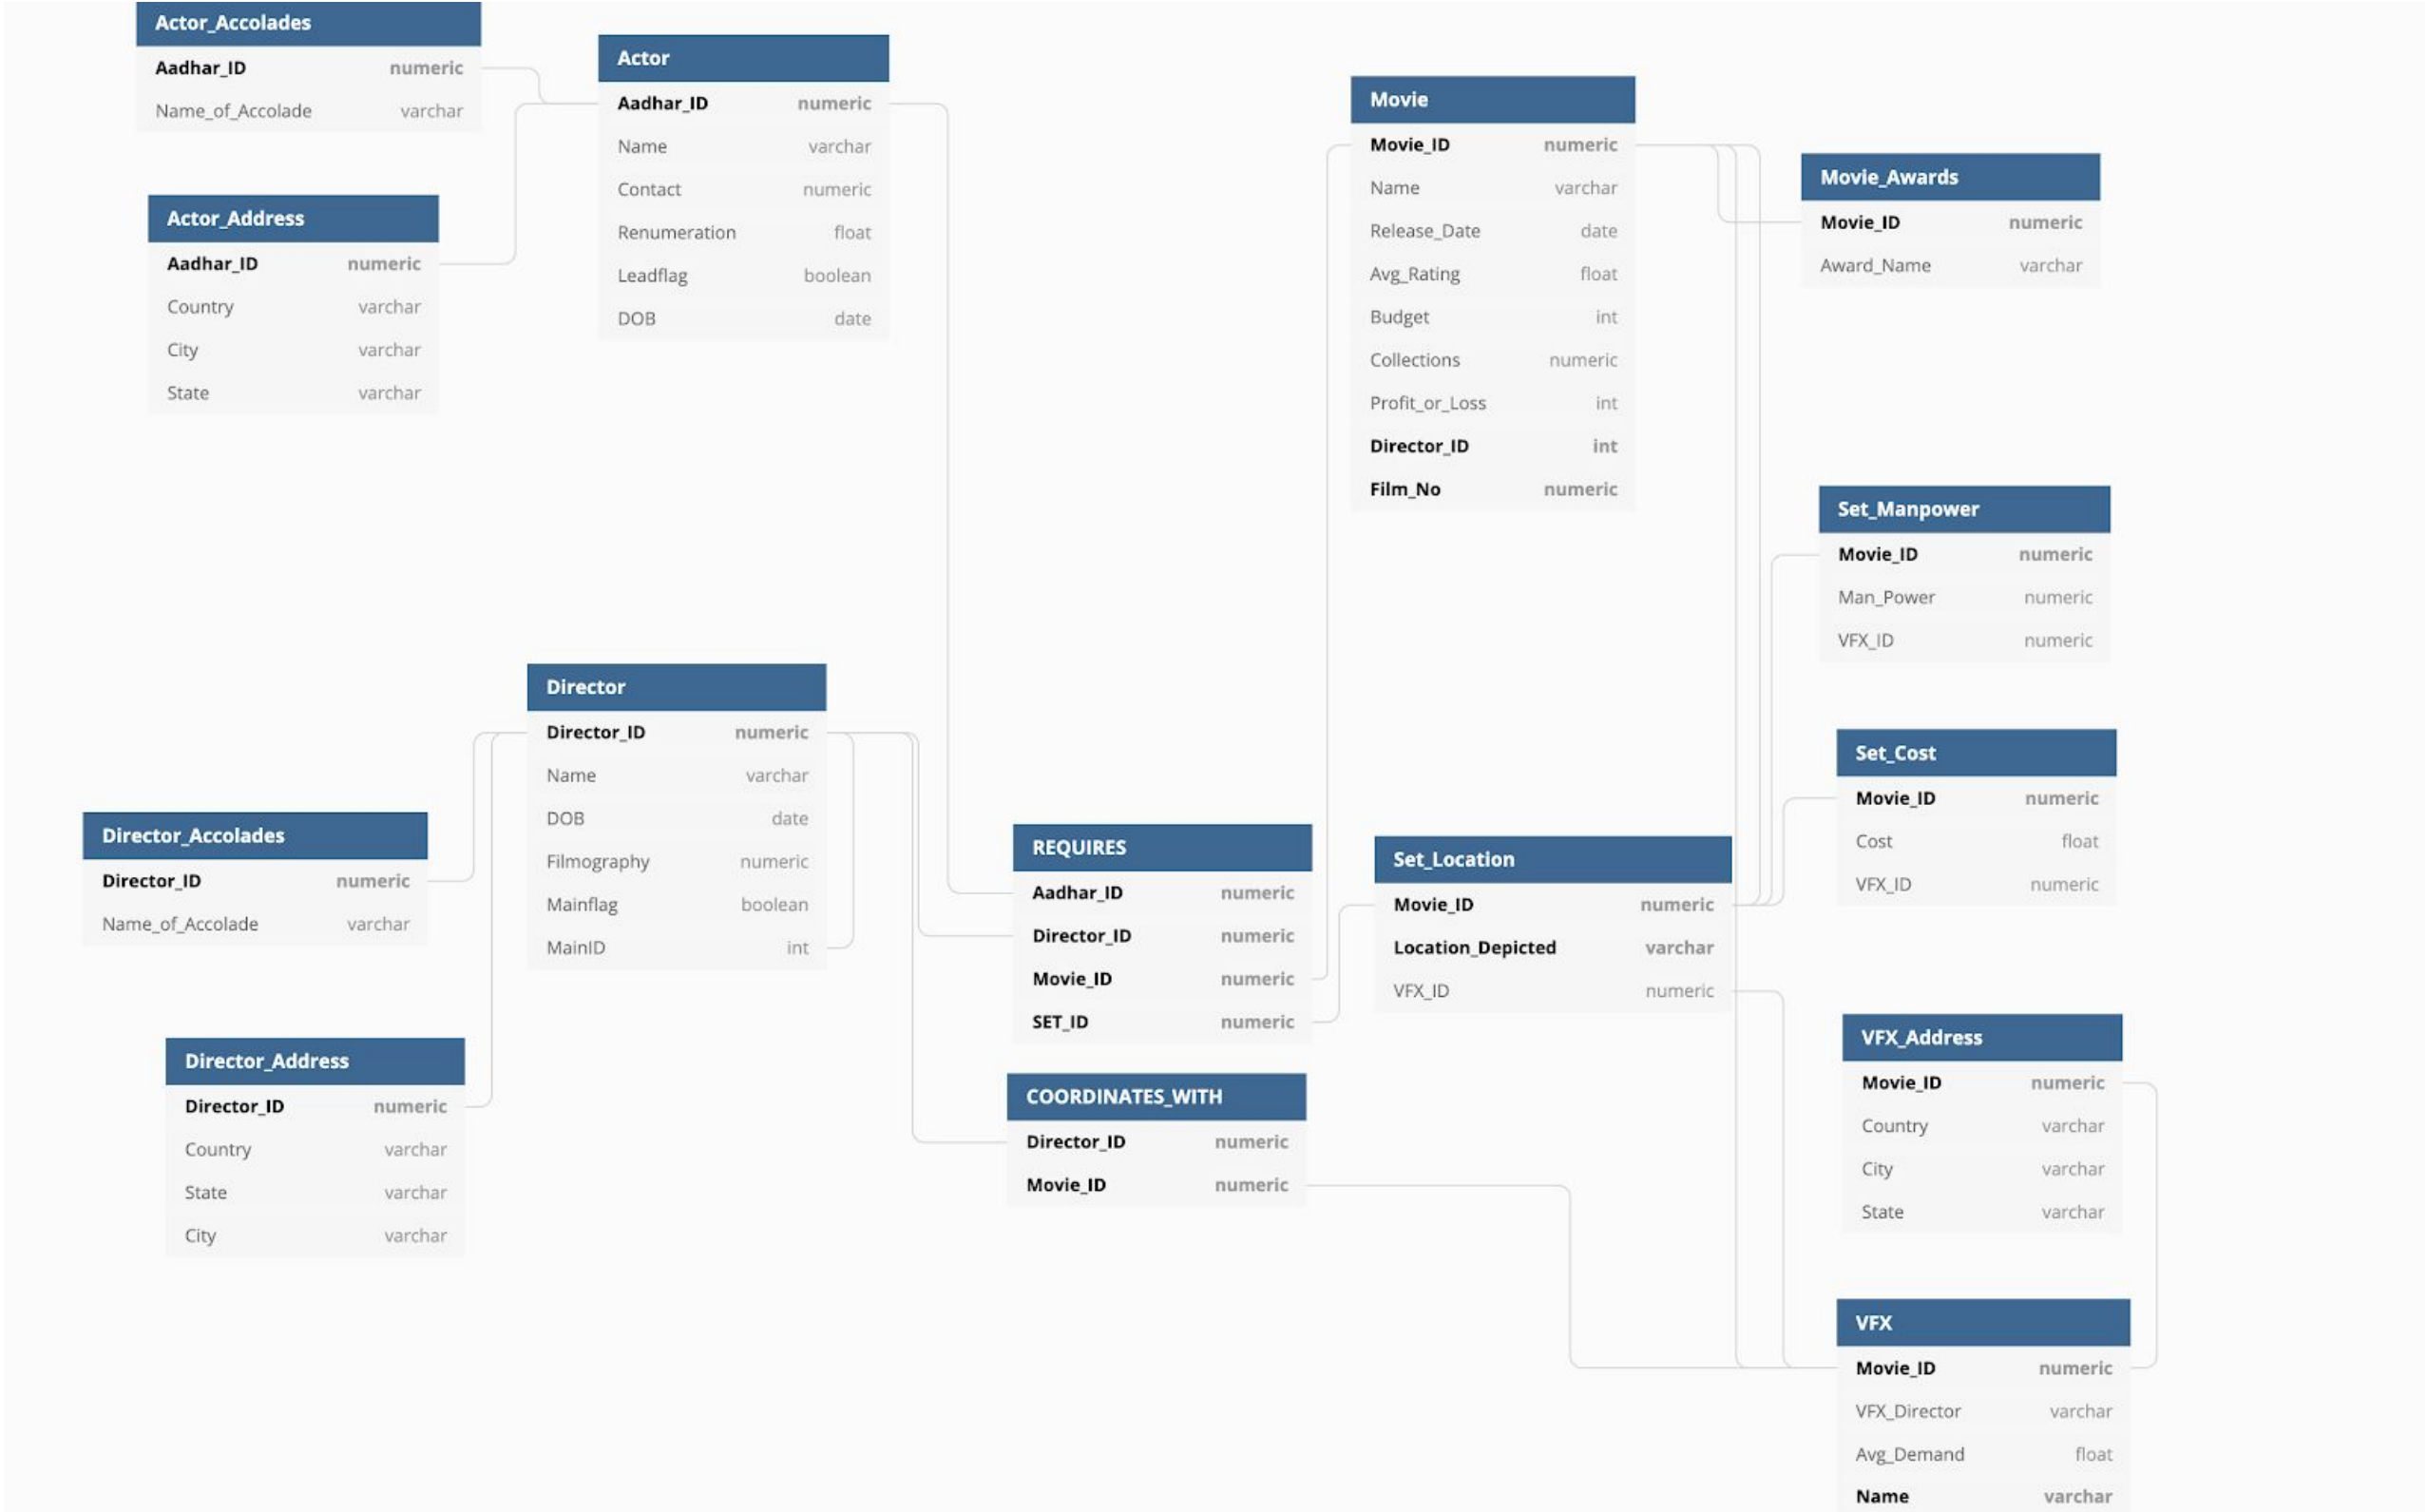 Actor_Accolades
Aadhar_ID numeric
Name_of_Accolade varchar
Actor
Aadhar_ID numeric
Name varchar
Contact numeric
Renumeration float
Leadflag boolean
DOB date
Actor_Address
Aadhar_ID numeric
Country varchar
City varchar
State varchar
Movie
Movie_ID numeric
Name varchar
Release_Date date
Avg_Rating float
Budget int
Collections numeric
Profit_or_Loss int
Director_ID int
Film_No numeric
Movie_Awards
Movie_ID numeric
Award_Name varchar
Set_Manpower
Movie_ID numeric
Man_Power numeric
VFX_ID numeric
Director
Director_ID numeric
Name varchar
DOB date
Filmography numeric
Mainflag boolean
MainID int
Set_Cost
Movie_ID numeric
Cost float
VFX_ID numeric
Director_Accolades
Director_ID numeric
Name_of_Accolade varchar
REQUIRES
Aadhar_ID numeric
Director_ID numeric
Movie_ID numeric
SET_ID numeric
Set_Location
Movie_ID numeric
Location_Depicted varchar
VFX_ID numeric
Director_Address
Director_ID numeric
Country varchar
State varchar
City varchar
COORDINATES_WITH
Director_ID numeric
Movie_ID numeric
VFX_Address
Movie_ID numeric
Country varchar
City varchar
State varchar
VFX
Movie_ID numeric
VFX_Director varchar
Avg_Demand float
Name varchar